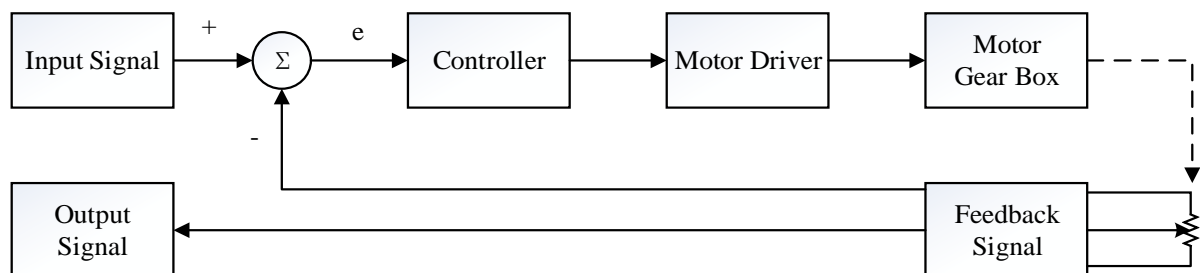 +
e
Input Signal
Σ
Controller
Motor Driver
Motor
Gear Box
-
Output
Signal
Feedback
Signal